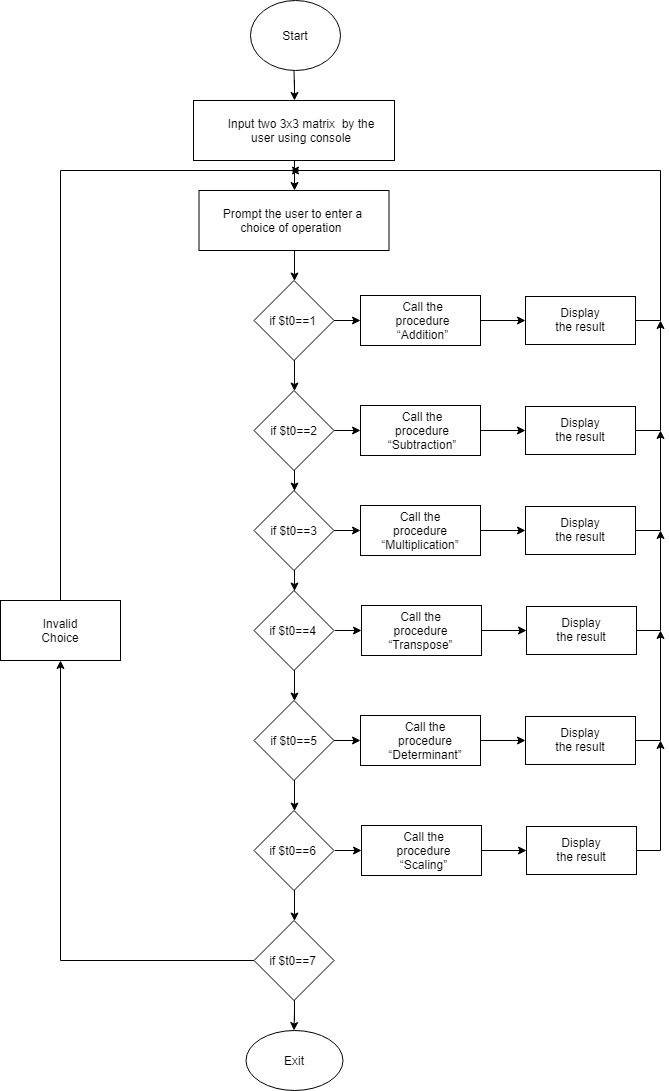 Start
Input two 3x3 matrix by the
user using console
Prompt the user to enter a
choice of operation
if $t0==1
Call the
procedure
“Addition”
Display
the result
if $t0==2
Call the
procedure
“Subtraction”
Display
the result
if $t0==3
Call the
procedure
“Multiplication”
Display
the result
Invalid
Choice
if $t0==4
Call the
procedure
“Transpose”
Display
the result
if $t0==5
Call the
procedure
“Determinant”
Display
the result
if $t0==6
Call the
procedure
“Scaling”
Display
the result
if $t0==7
Exit